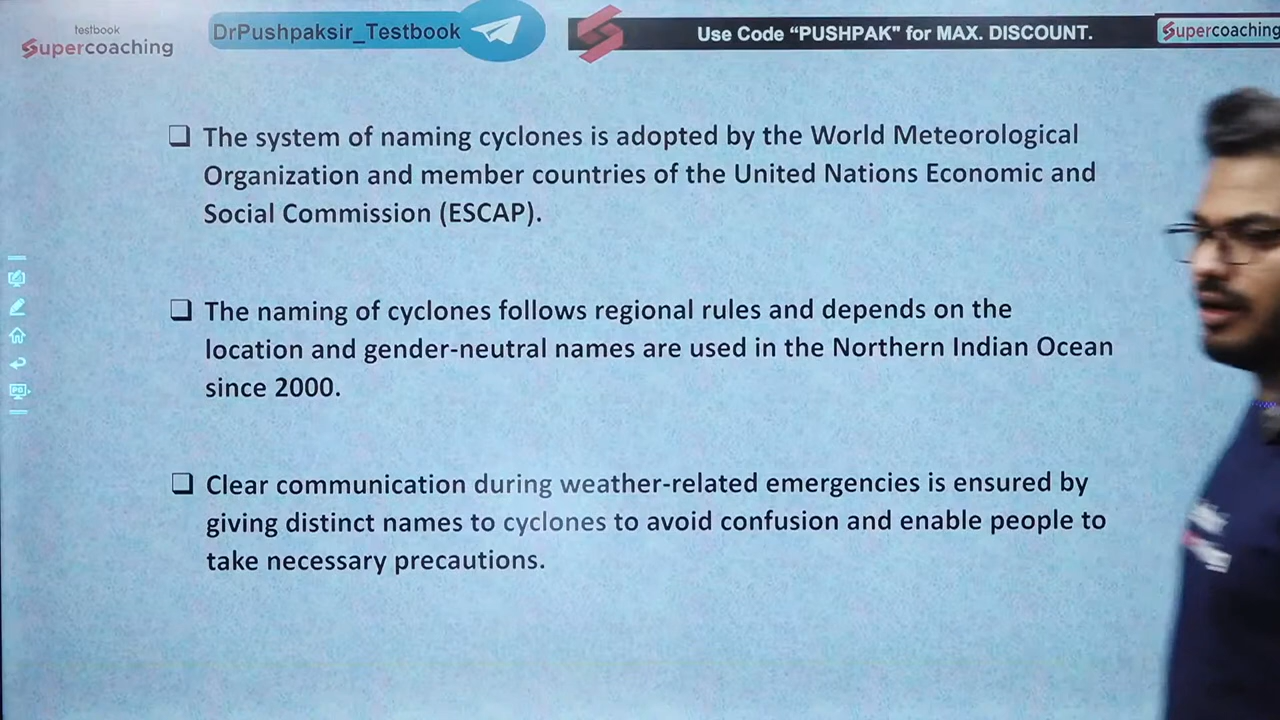 testbook
Supercoaching
DrPushpaksir_Testbook
Use Code “PUSHPAK” for MAX. DISCOUNT.
Supercoaching
The system of naming cyclones is adopted by the World Meteorological
Organization and member countries of the United Nations Economic and
Social Commission (ESCAP).
The naming of cyclones follows regional rules and depends on the
location and gender-neutral names are used in the Northern Indian Ocean
since 2000.
Clear communication during weather-related emergencies is ensured by
giving distinct names to cyclones to avoid confusion and enable people to
take necessary precautions.